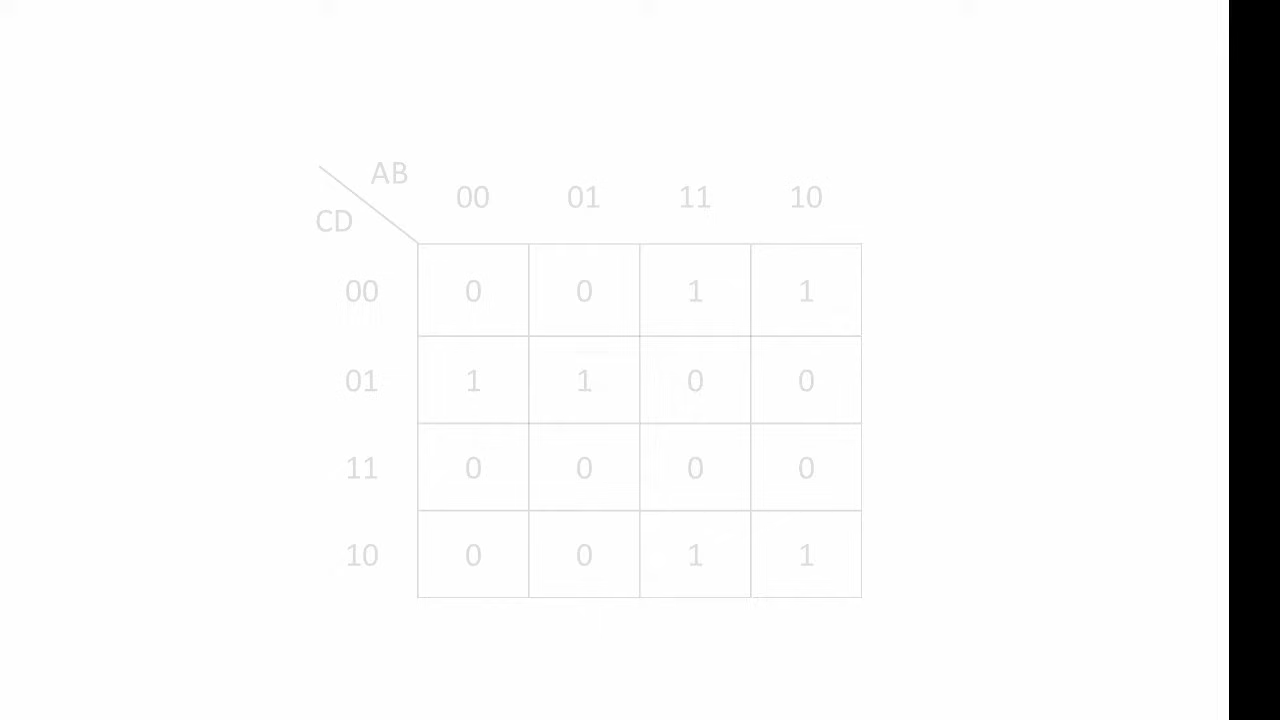 AB
CD
00 01 11 10
00 0 0 1 1
01 1 1 0 0
11 0 0 0 0
10 0 0 1 1